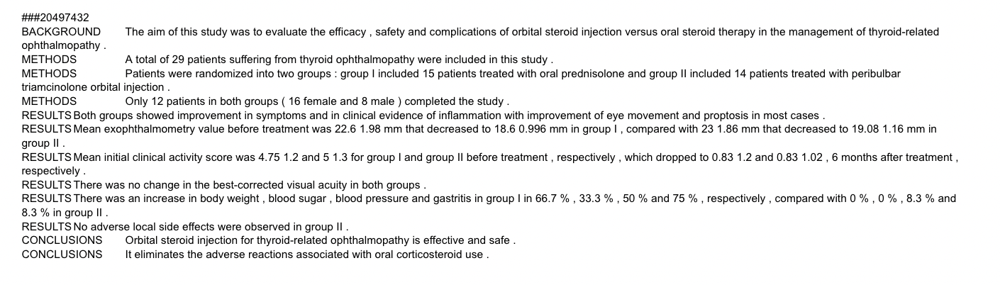 ###20497432
BACKGROUND The aim of this study was to evaluate the efficacy , safety and complications of orbital steroid injection versus oral steroid therapy in the management of thyroid-related
ophthalmopathy .
METHODS A total of 29 patients suffering from thyroid ophthalmopathy were included in this study .
METHODS Patients were randomized into two groups : group I included 15 patients treated with oral prednisolone and group II included 14 patients treated with peribulbar
triamcinolone orbital injection .
METHODS Only 12 patients in both groups ( 16 female and 8 male ) completed the study .
RESULTS Both groups showed improvement in symptoms and in clinical evidence of inflammation with improvement of eye movement and proptosis in most cases .
RESULTS Mean exophthalmometry value before treatment was 22.6 1.98 mm that decreased to 18.6 0.996 mm in group I , compared with 23 1.86 mm that decreased to 19.08 1.16 mm in
group II .
RESULTS Mean initial clinical activity score was 4.75 1.2 and 5 1.3 for group I and group II before treatment , respectively , which dropped to 0.83 1.2 and 0.83 1.02 , 6 months after treatment ,
respectively .
RESULTS There was no change in the best-corrected visual acuity in both groups .
RESULTS There was an increase in body weight , blood sugar , blood pressure and gastritis in group I in 66.7 % , 33.3 % , 50 % and 75 % , respectively , compared with 0 % , 0 % , 8.3 % and
8.3 % in group II .
RESULTS No adverse local side effects were observed in group II .
CONCLUSIONS Orbital steroid injection for thyroid-related ophthalmopathy is effective and safe .
CONCLUSIONS It eliminates the adverse reactions associated with oral corticosteroid use .